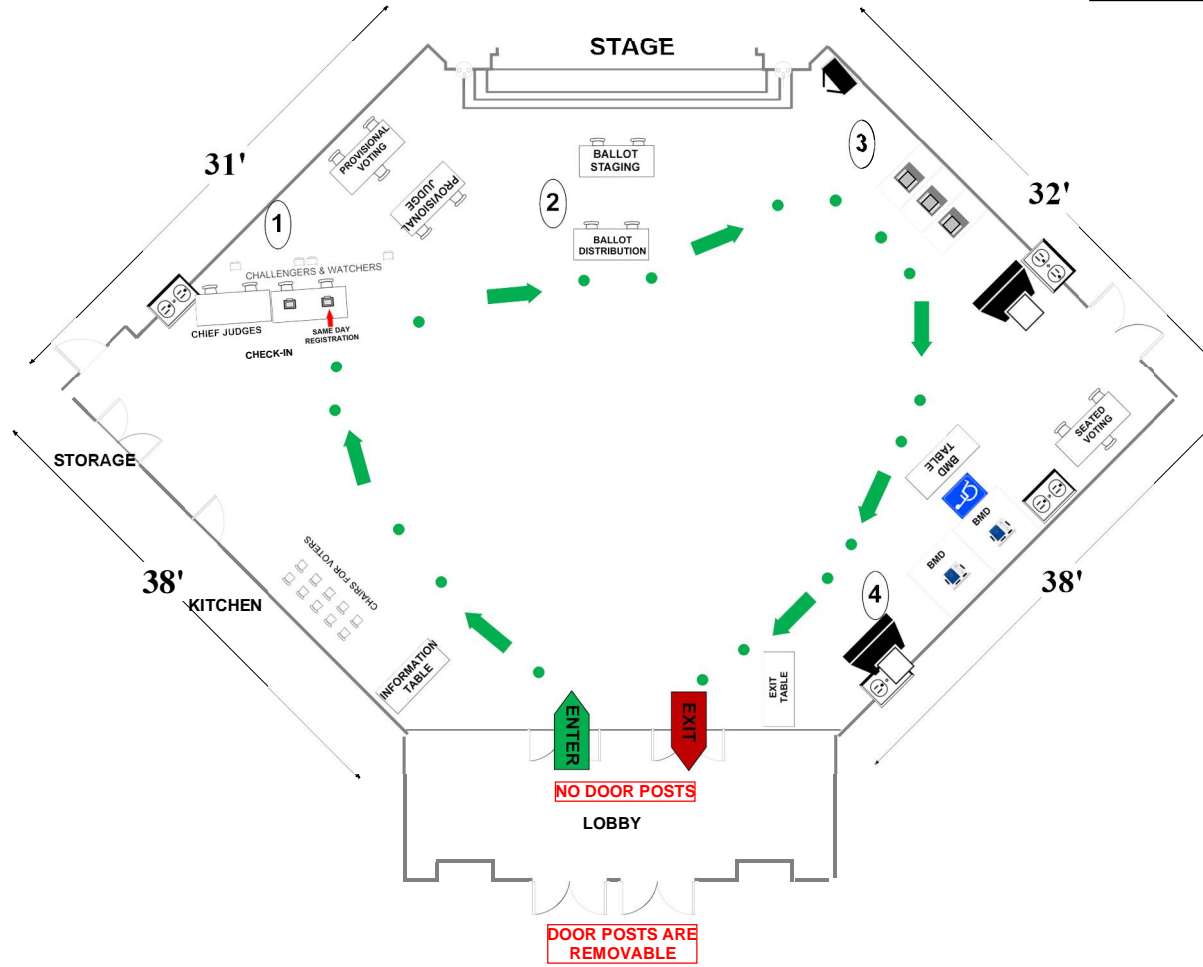 STAGE
31'
32'
PROVISIONAL
VOTING
PROVISIONAL
JUDGE
BALLOT
STAGING
1
2
3
BALLOT
DISTRIBUTION
CHALLENGERS & WATCHERS
CHIEF JUDGES
SAME DAY
REGISTRATION
CHECK-IN
STORAGE
SEATED
VOTING
BMD
TABLE
BMD
BMD
CHAIRS FOR VOTERS
38'
KITCHEN
4
38'
INFORMATION
TABLE
EXIT
TABLE
ENTER
EXIT
NO DOOR POSTS
LOBBY
DOOR POSTS ARE
REMOVABLE